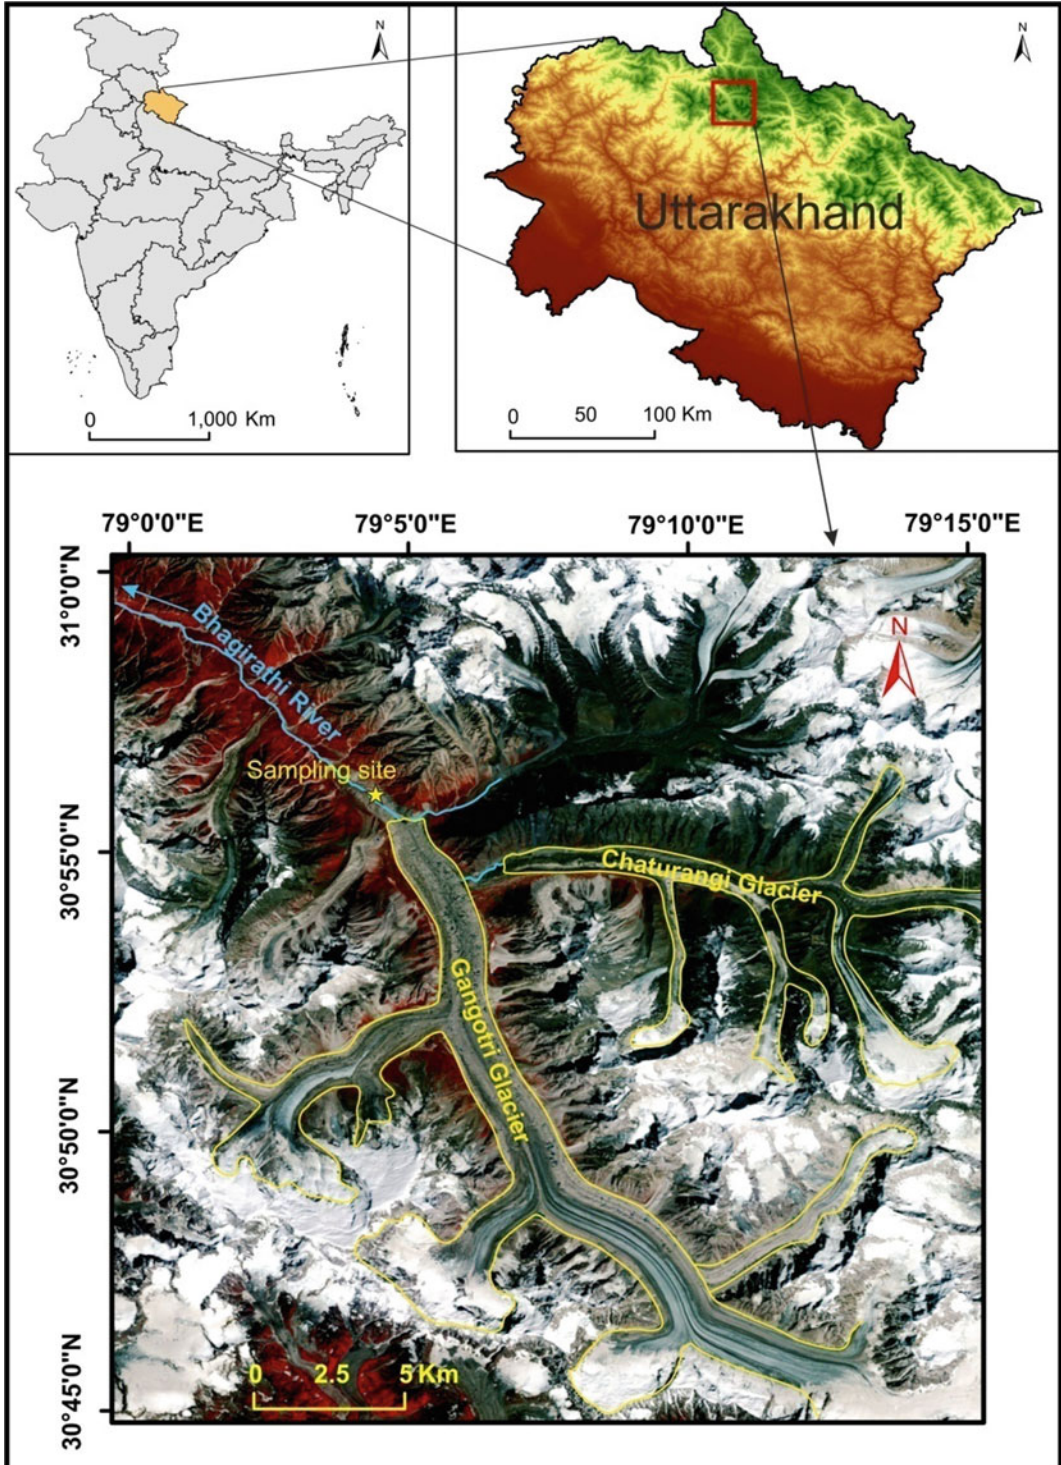 N
0 1,000 Km
N
Uttarakhand
0 50 100 Km
79°0'0"E 79°5'0"E 79°10'0"E 79°15'0"E
31°0'0"N
30°55'0"N
30°50'0"N
30°45'0"N
N
Bhagirathi River
Sampling site
Chaturangi Glacier
Gangotri Glacier
0 2.5 5 Km